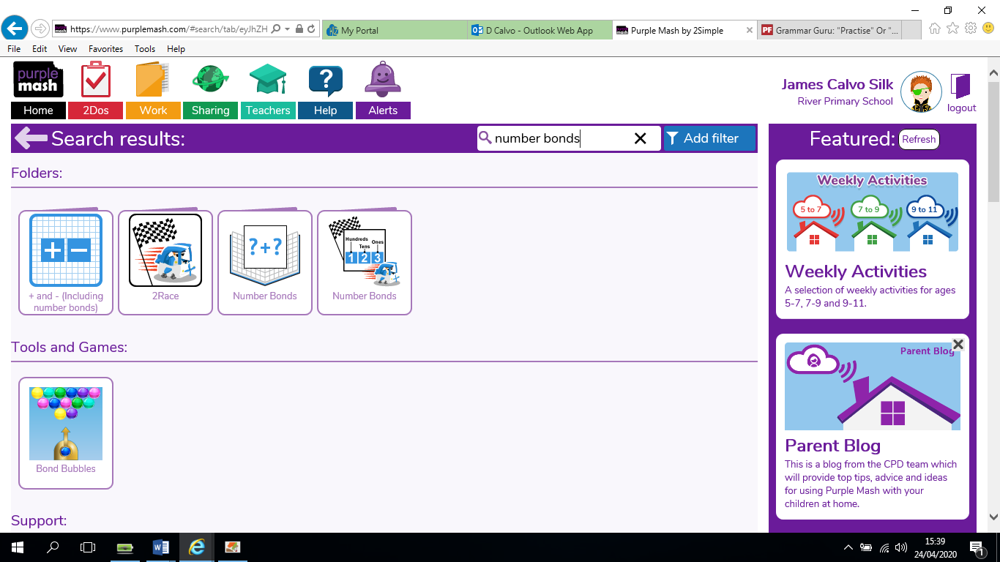 https://www.purplemash.com/#search/tab/eyJhZH
My Portal
D Calvo - Outlook Web App
Purple Mash by 2Simple
Grammar Guru: "Practise" Or "...
File Edit View Favorites Tools Help
purple
mash
Home
2Dos
Work
Sharing
Teachers
Help
Alerts
James Calvo Silk
River Primary School
logout
Search results:
number bonds
Add filter
Folders:
+ and - (Including
number bonds)
2Race
?+?
Number Bonds
Hundreds
Tens
Ones
1 2 3
Number Bonds
Tools and Games:
Bond Bubbles
Support:
Featured:
Refresh
Weekly Activities
5 to 7
7 to 9
9 to 11
Weekly Activities
A selection of weekly activities for ages
5-7, 7-9 and 9-11.
Parent Blog
Parent Blog
This is a blog from the CPD team which
will provide top tips, advice and ideas
for using Purple Mash with your
children at home.
15:39
24/04/2020
1